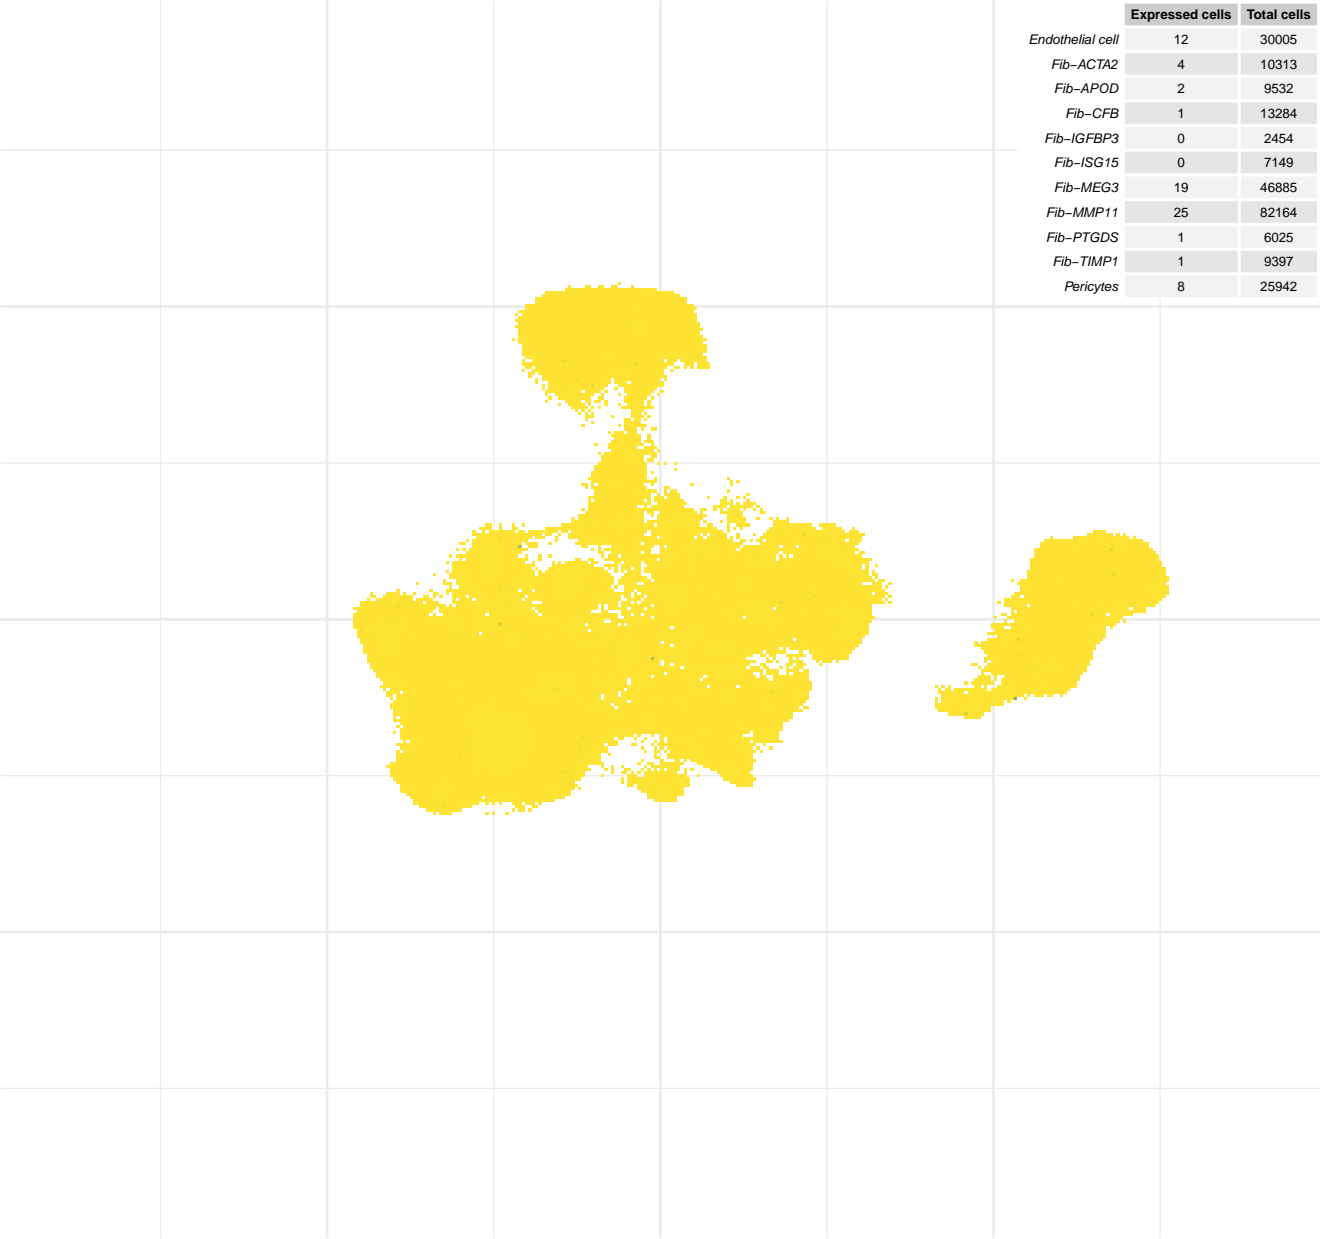 Expressed cells Total cells
Endothelial cell 12 30005
Fib−ACTA2 4 10313
Fib−APOD 2 9532
Fib−CFB 1 13284
Fib−IGFBP3 0 2454
Fib−ISG15 0 7149
Fib−MEG3 19 46885
Fib−MMP11 25 82164
Fib−PTGDS 1 6025
Fib−TIMP1 1 9397
Pericytes 8 25942